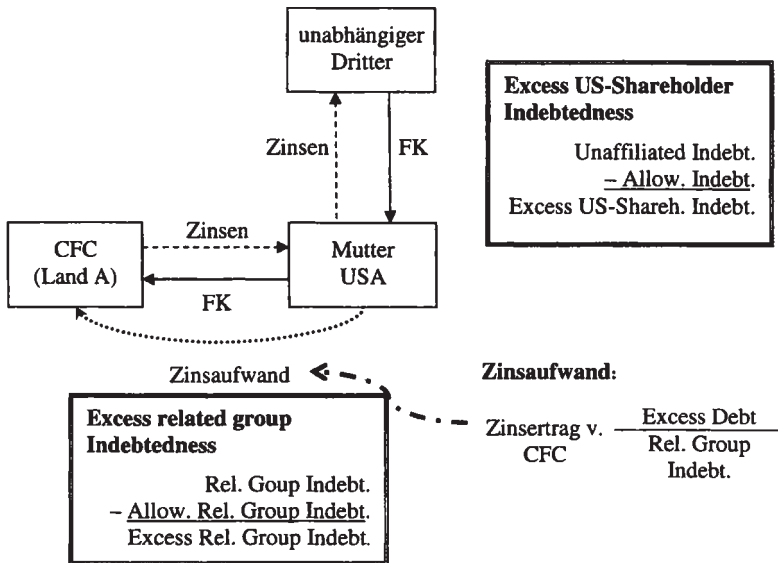 unabhängiger
Dritter
Excess US-Shareholder
Indebtedness
Unaffiliated Indebt.
– Allow. Indebt.
Excess US-Shareh. Indebt.
Zinsen
FK
CFC
(Land A)
Zinsen
FK
Mutter
USA
Zinsaufwand
Zinsaufwand:
Zinsertrag v.
CFC
Excess Debt
Rel. Group
Indebt.
Excess related group
Indebtedness
Rel. Goup Indebt.
– Allow. Rel. Group Indebt.
Excess Rel. Group Indebt.